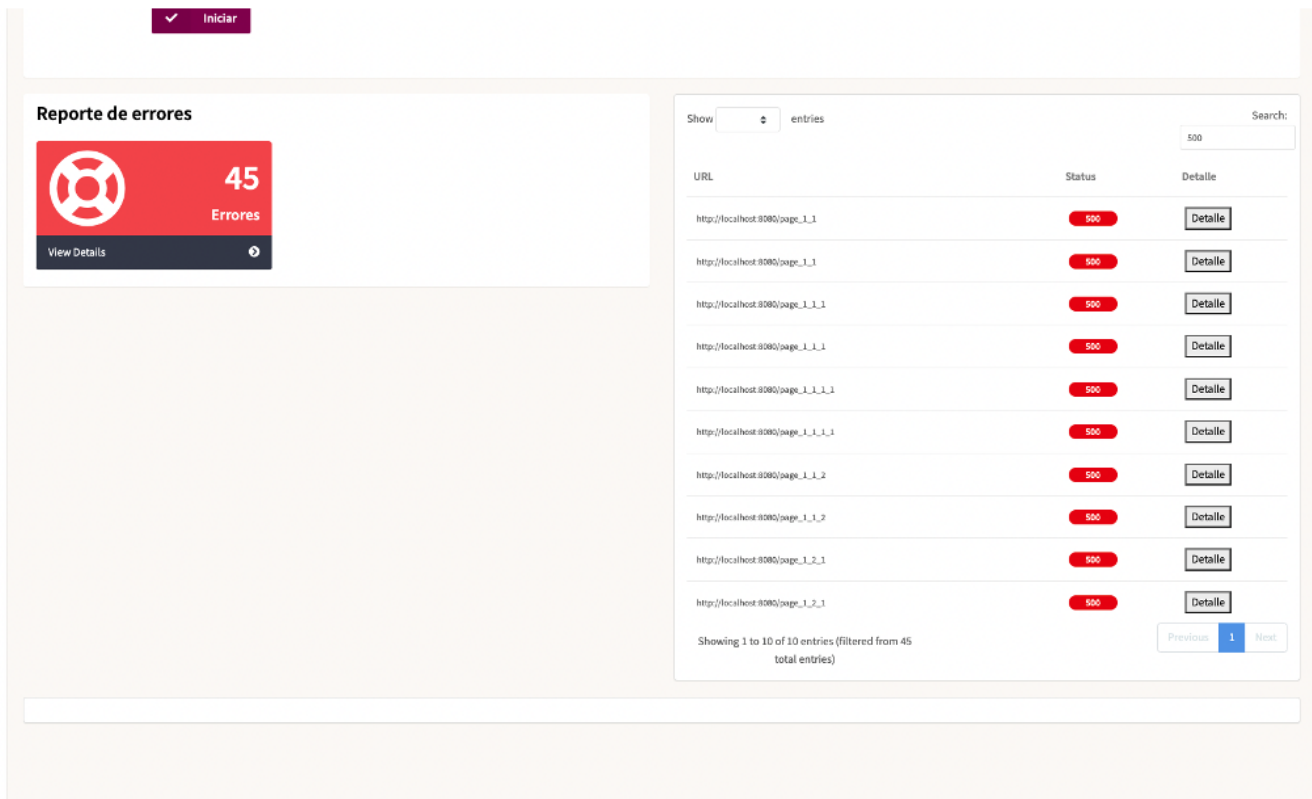 Iniciar
Reporte de errores
45
Errores
View Details
Show entries
Search:
500
URL Status Detalle
http://localhost:8080/page_1_1 500 Detalle
http://localhost:8080/page_1_1 500 Detalle
http://localhost:8080/page_1_1_1 500 Detalle
http://localhost:8080/page_1_1_1 500 Detalle
http://localhost:8080/page_1_1_1_1 500 Detalle
http://localhost:8080/page_1_1_1_1 500 Detalle
http://localhost:8080/page_1_1_2 500 Detalle
http://localhost:8080/page_1_1_2 500 Detalle
http://localhost:8080/page_1_2_1 500 Detalle
http://localhost:8080/page_1_2_1 500 Detalle
Showing 1 to 10 of 10 entries (filtered from 45
total entries)
Previous 1 Next